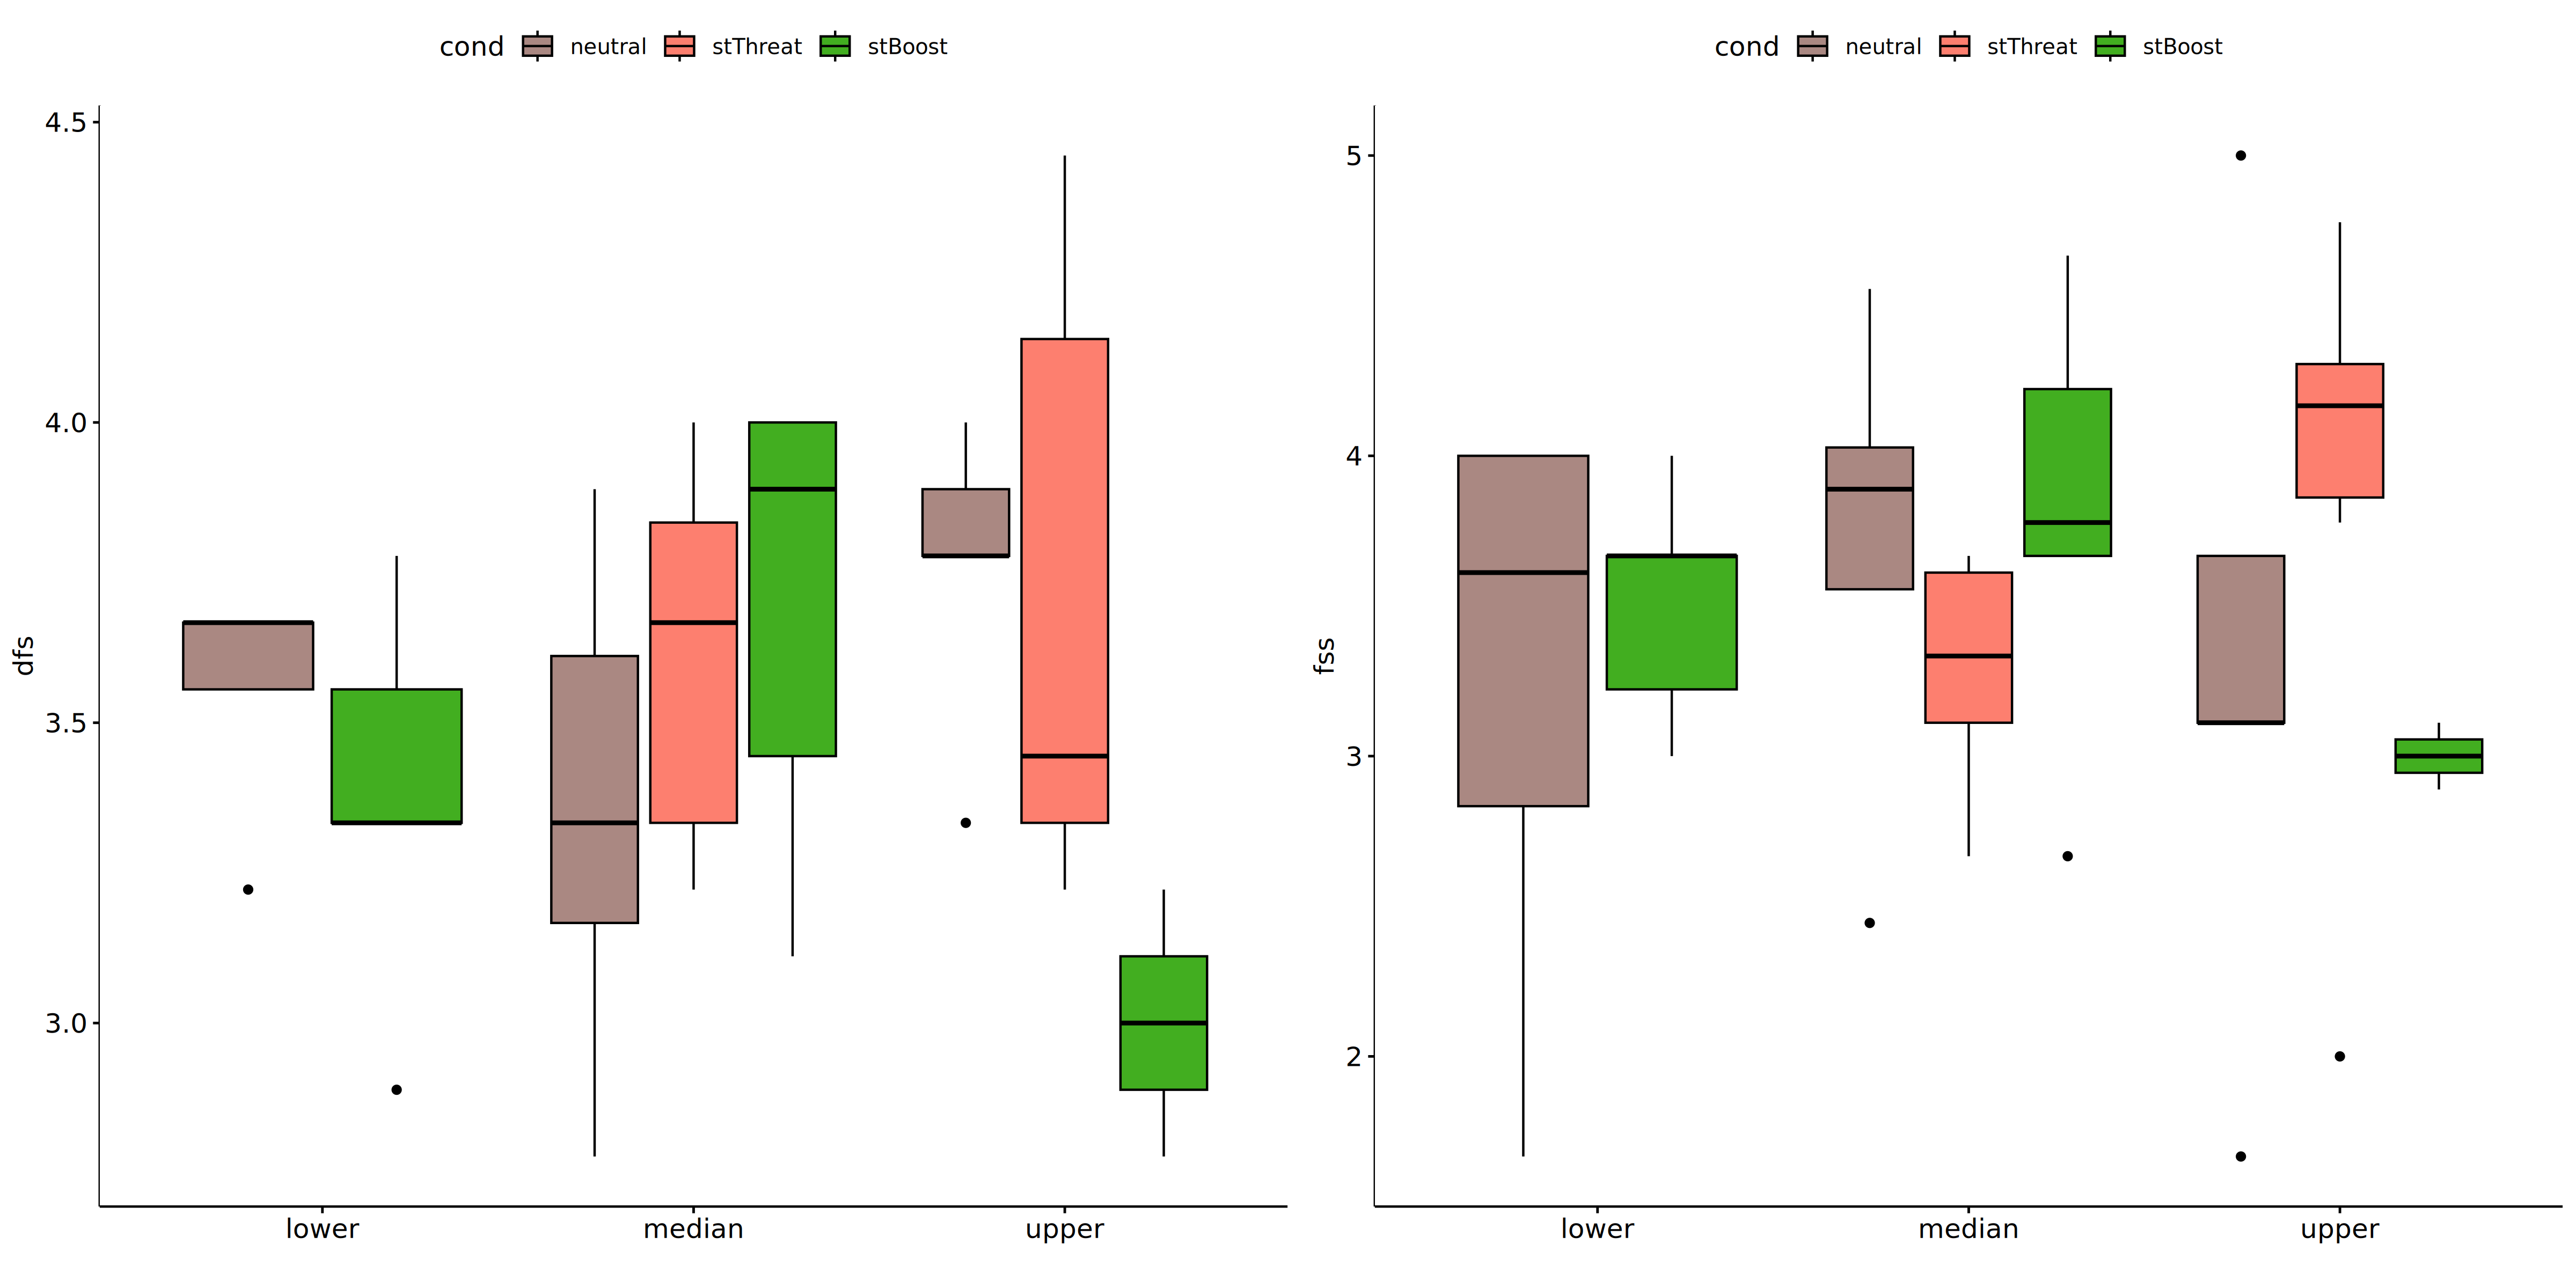 cond neutral stThreat stBoost
4.5
4.0
3.5
3.0
dfs
lower median upper
cond neutral stThreat stBoost
5
4
3
2
fss
lower median upper